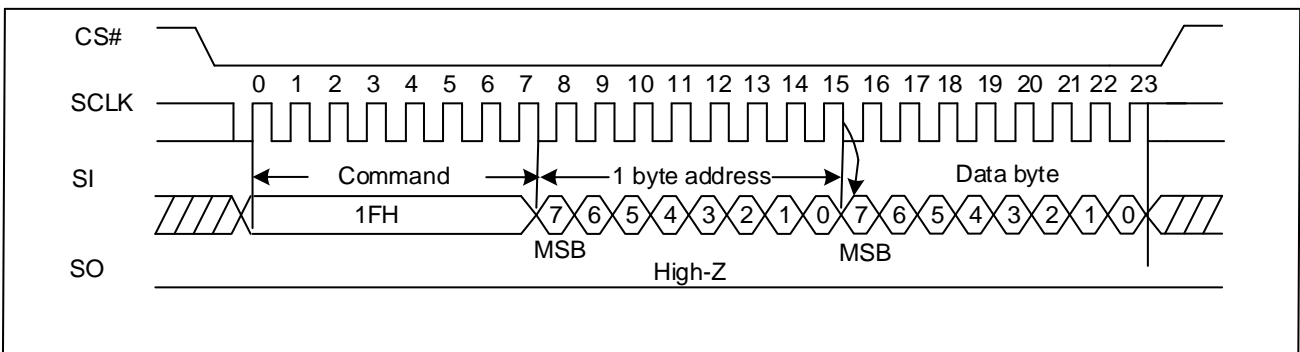 CS#
0 1 2 3 4 5 6 7 8 9 10 11 12 13 14 15 16 17 18 19 20 21 22 23
SCLK
SI
Command 1 byte address Data byte
1FH 7 6 5 4 3 2 1 0 7 6 5 4 3 2 1 0
MSB MSB
SO
High-Z